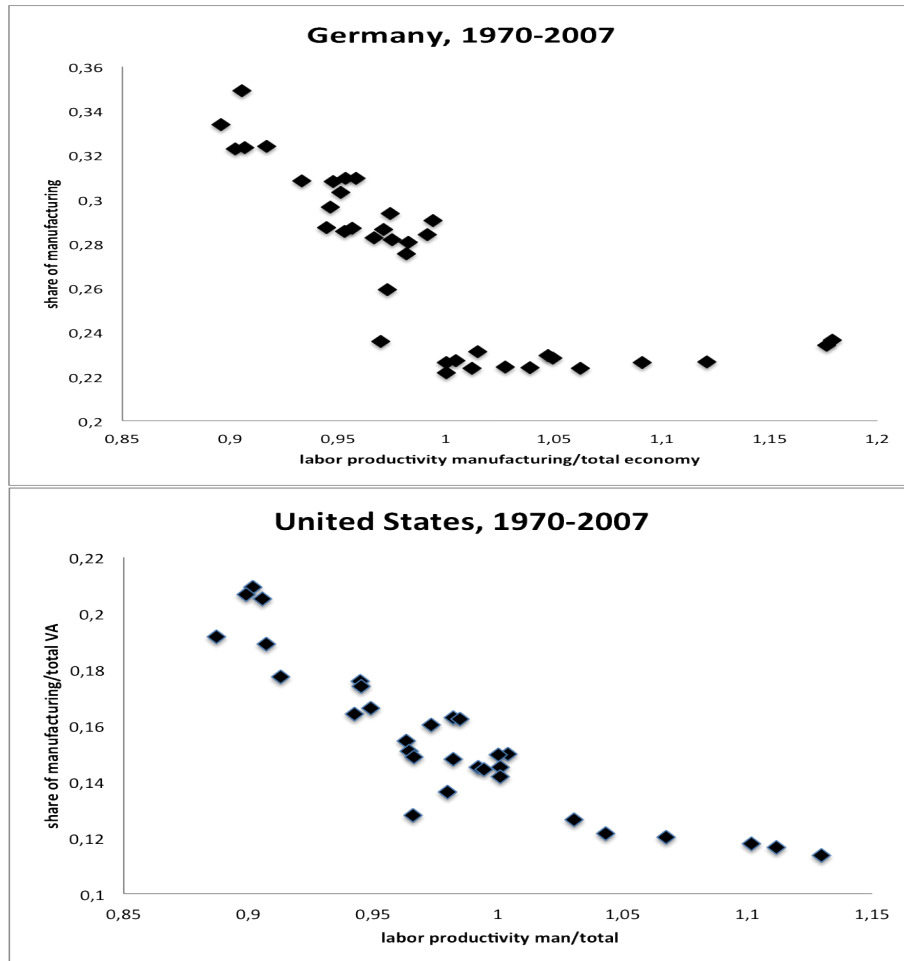 Germany, 1970-2007
0,36
0,34
0,32
0,3
0,28
0,26
0,24
0,22
0,2
share of manufacturing
0,85 0,9 0,95 1 1,05 1,1 1,15 1,2
labor productivity manufacturing/total economy
United States, 1970-2007
0,22
0,2
0,18
0,16
0,14
0,12
0,1
share of manufacturing/total VA
0,85 0,9 0,95 1 1,05 1,1 1,15
labor productivity man/total